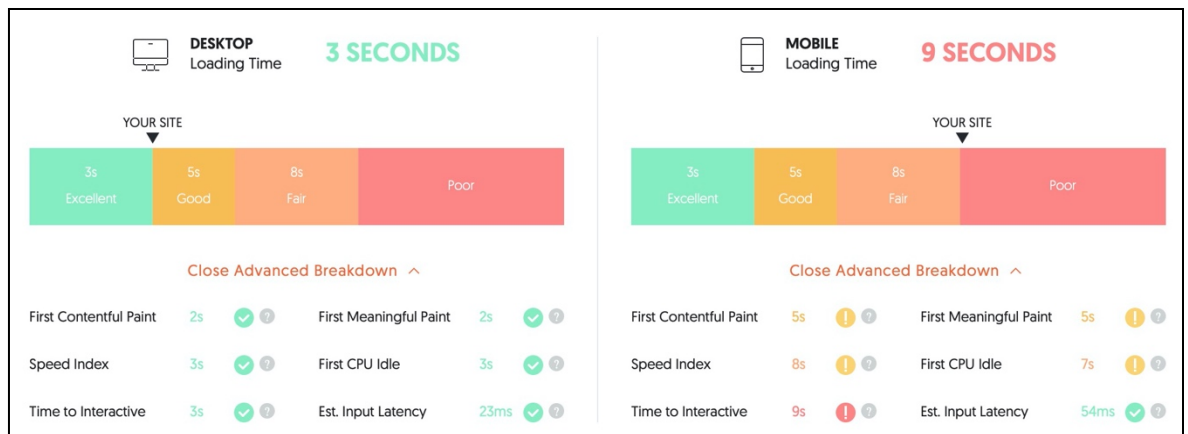 DESKTOP
Loading Time
3 SECONDS
YOUR SITE
3s
Excellent
5s
Good
8s
Fair
Poor
Close Advanced Breakdown
First Contentful Paint 2s ? First Meaningful Paint 2s ?
Speed Index 3s ? First CPU Idle 3s ?
Time to Interactive 3s ? Est. Input Latency 23ms ?
MOBILE
Loading Time
9 SECONDS
YOUR SITE
3s
Excellent
5s
Good
8s
Fair
Poor
Close Advanced Breakdown
First Contentful Paint 5s ! ? First Meaningful Paint 5s ! ?
Speed Index 8s ! ? First CPU Idle 7s ! ?
Time to Interactive 9s ! ? Est. Input Latency 54ms ?